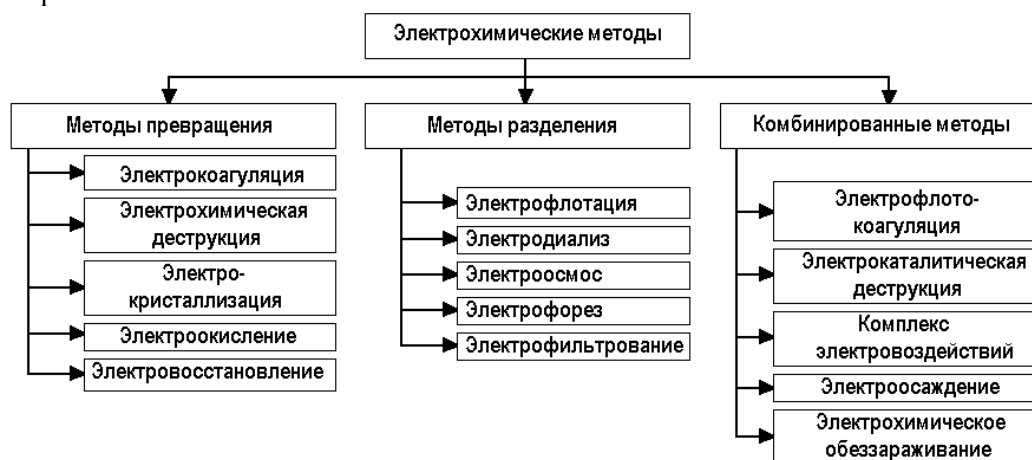 Электрохимические методы
Методы превращения
Электрокоагуляция
Электрохимическая
деструкция
Электро-
кристаллизация
Электроокисление
Электровосстановление
Методы разделения
Электрофлотация
Электродиализ
Электроосмос
Электрофорез
Электрофильтрование
Комбинированные методы
Электрофлото-
коагуляция
Электрокаталитическая
деструкция
Комплекс
электровоздействий
Электроосаждение
Электрохимическое
обеззараживание